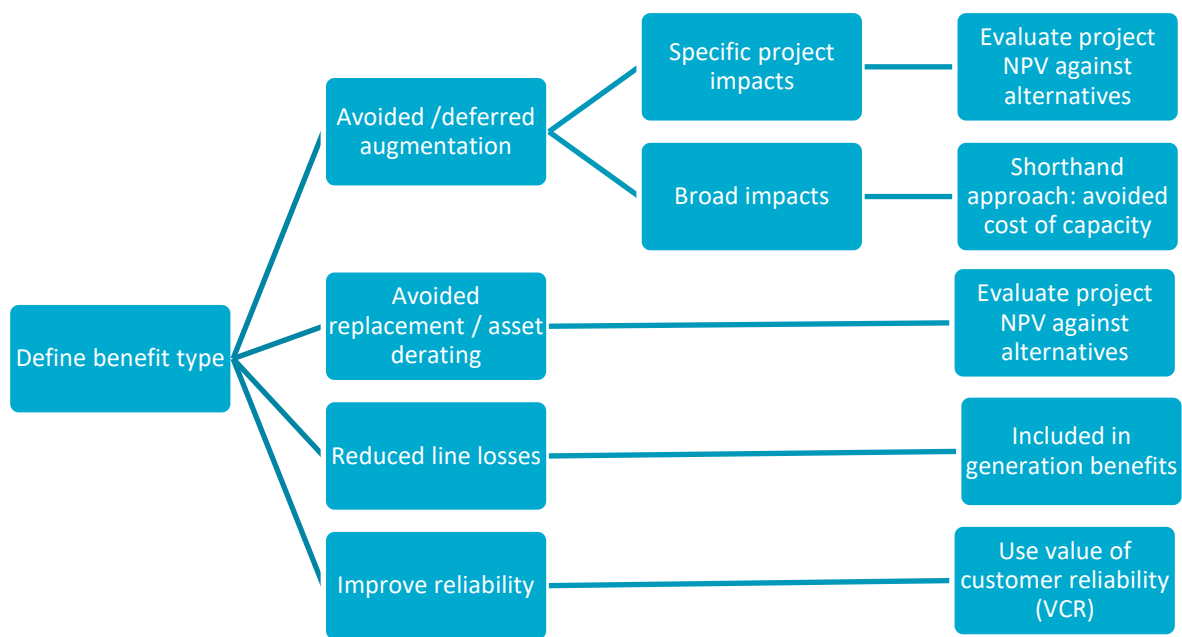 Specific project
impacts
Evaluate project
NPV against
alternatives
Avoided /deferred
augmentation
Broad impacts
Shorthand
approach: avoided
cost of capacity
Define benefit type
Avoided
replacement / asset
derating
Evaluate project
NPV against
alternatives
Reduced line losses
Included in
generation benefits
Improve reliability
Use value of
customer reliability
(VCR)